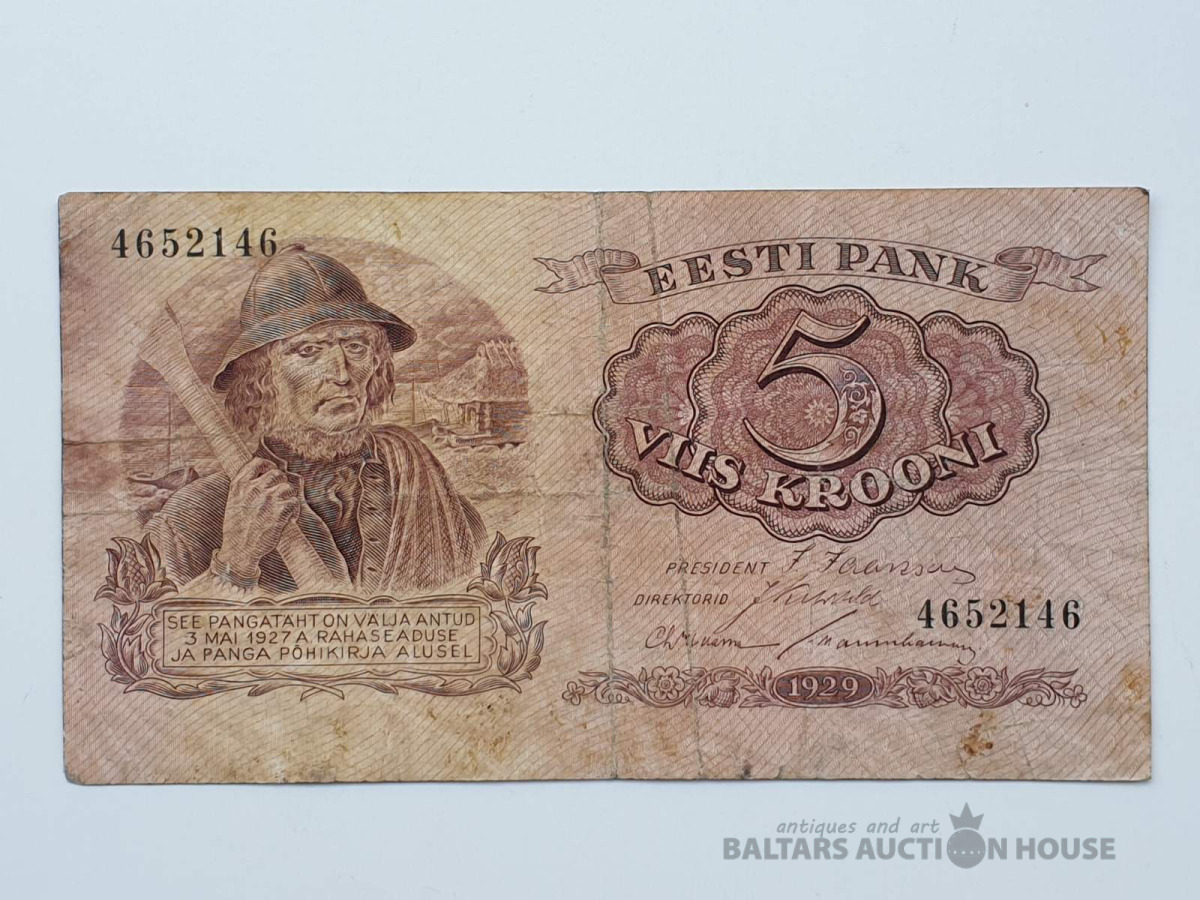 4652146
EESTI PANK
5
VIIS KROONI
PRESIDENT
DIREKTORID
4652146
SEE PANGATÄHT ON VÄLJA ANTUD
3 MAI 1927 A. RAHASEADUSE
JA PANGA PÕHIKIRJA ALUSEL
1929
antiques and art
BALTARS AUCTION HOUSE